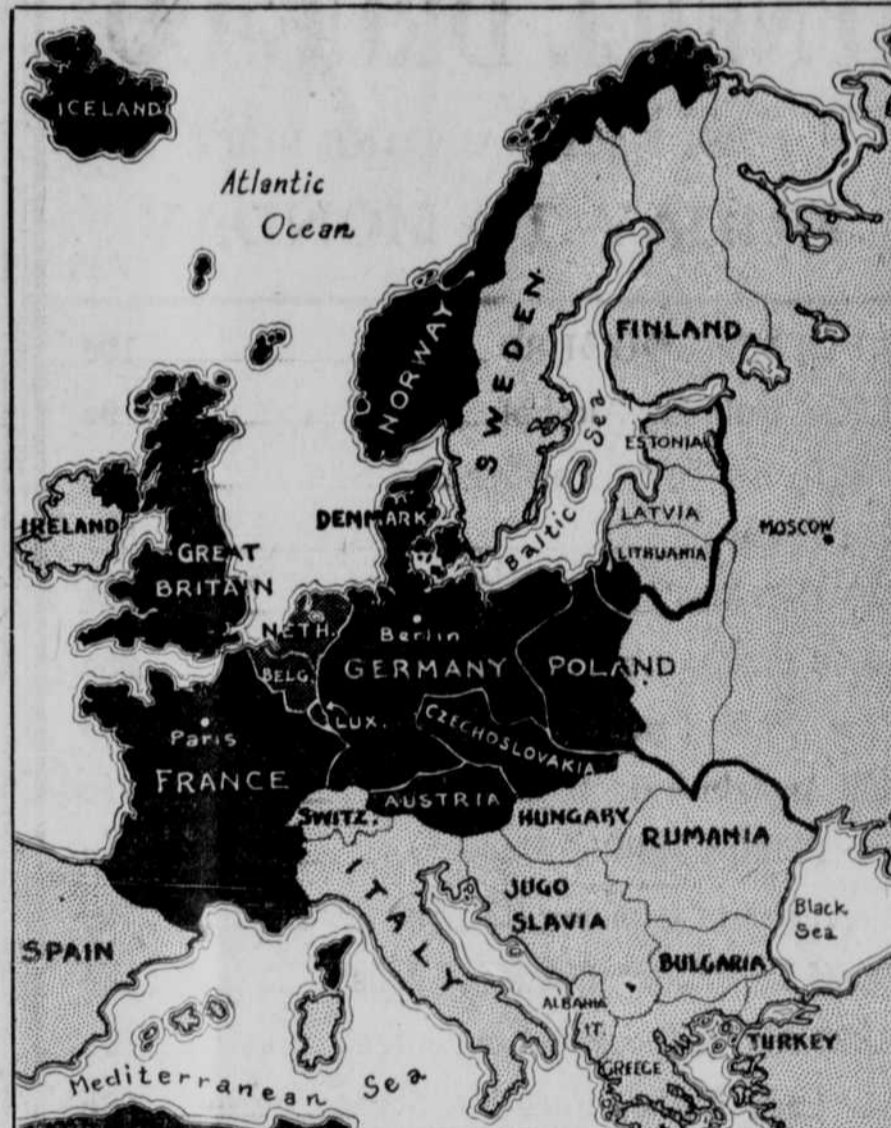 ICELAND
Atlantic
Ocean
NORWAY
SWEDEN.
FINLAND
Baltic Sea
ESTONIA
LATVIA
LITHUANIA
MOSCOW
IRELAND
GREAT
BRITAIN
DENMARK
NETH.
BELG.
LUX.
Berlin
GERMANY
POLAND
CZECHOSLOVAKIA
Paris
FRANCE
SWITZ.
AUSTRIA
HUNGARY
RUMANIA
ITALY
JUGO
SLAVIA
Black
Sea
SPAIN
BULGARIA
ALBANIA
IT.
GREECE
TURKEY
Mediterranean Sea